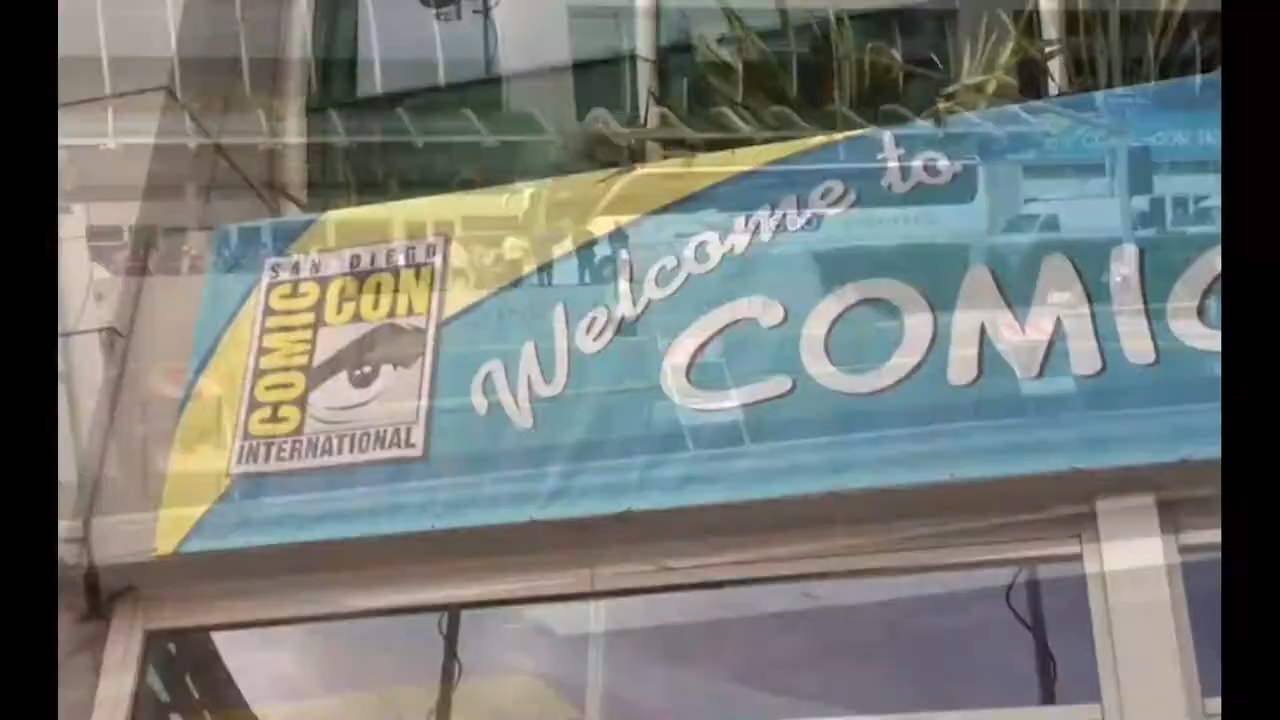 SAN DIEGO
COMIC CON
INTERNATIONAL
Welcome to
COMIC